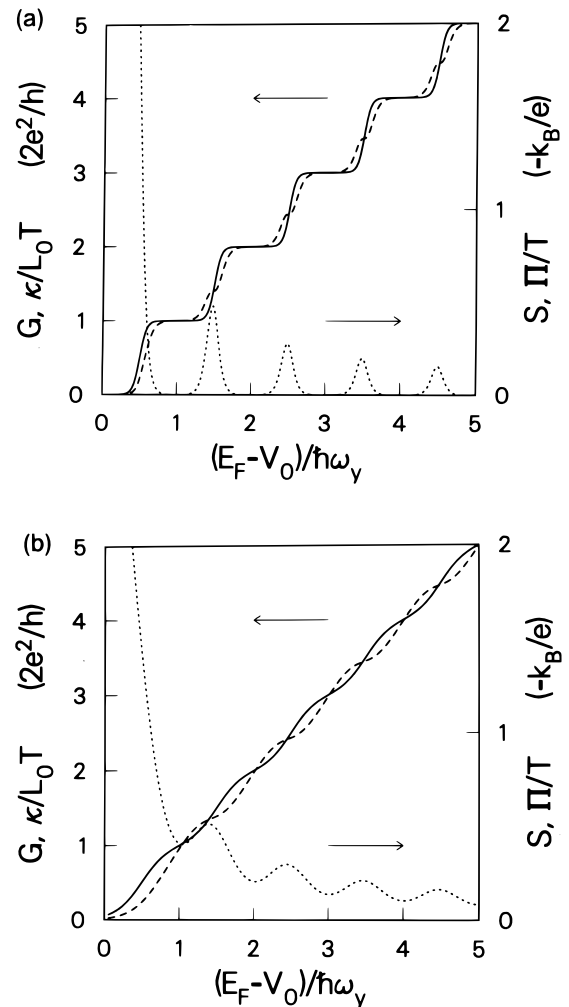 (a)
5
4
3
2
1
0
G, κ/L₀T (2e²/h)
2
1
0
S, Π/T (-k_B/e)
0 1 2 3 4 5
(E_F-V_0)/ħω_y
(b)
5
4
3
2
1
0
G, κ/L₀T (2e²/h)
2
1
0
S, Π/T (-k_B/e)
0 1 2 3 4 5
(E_F-V_0)/ħω_y